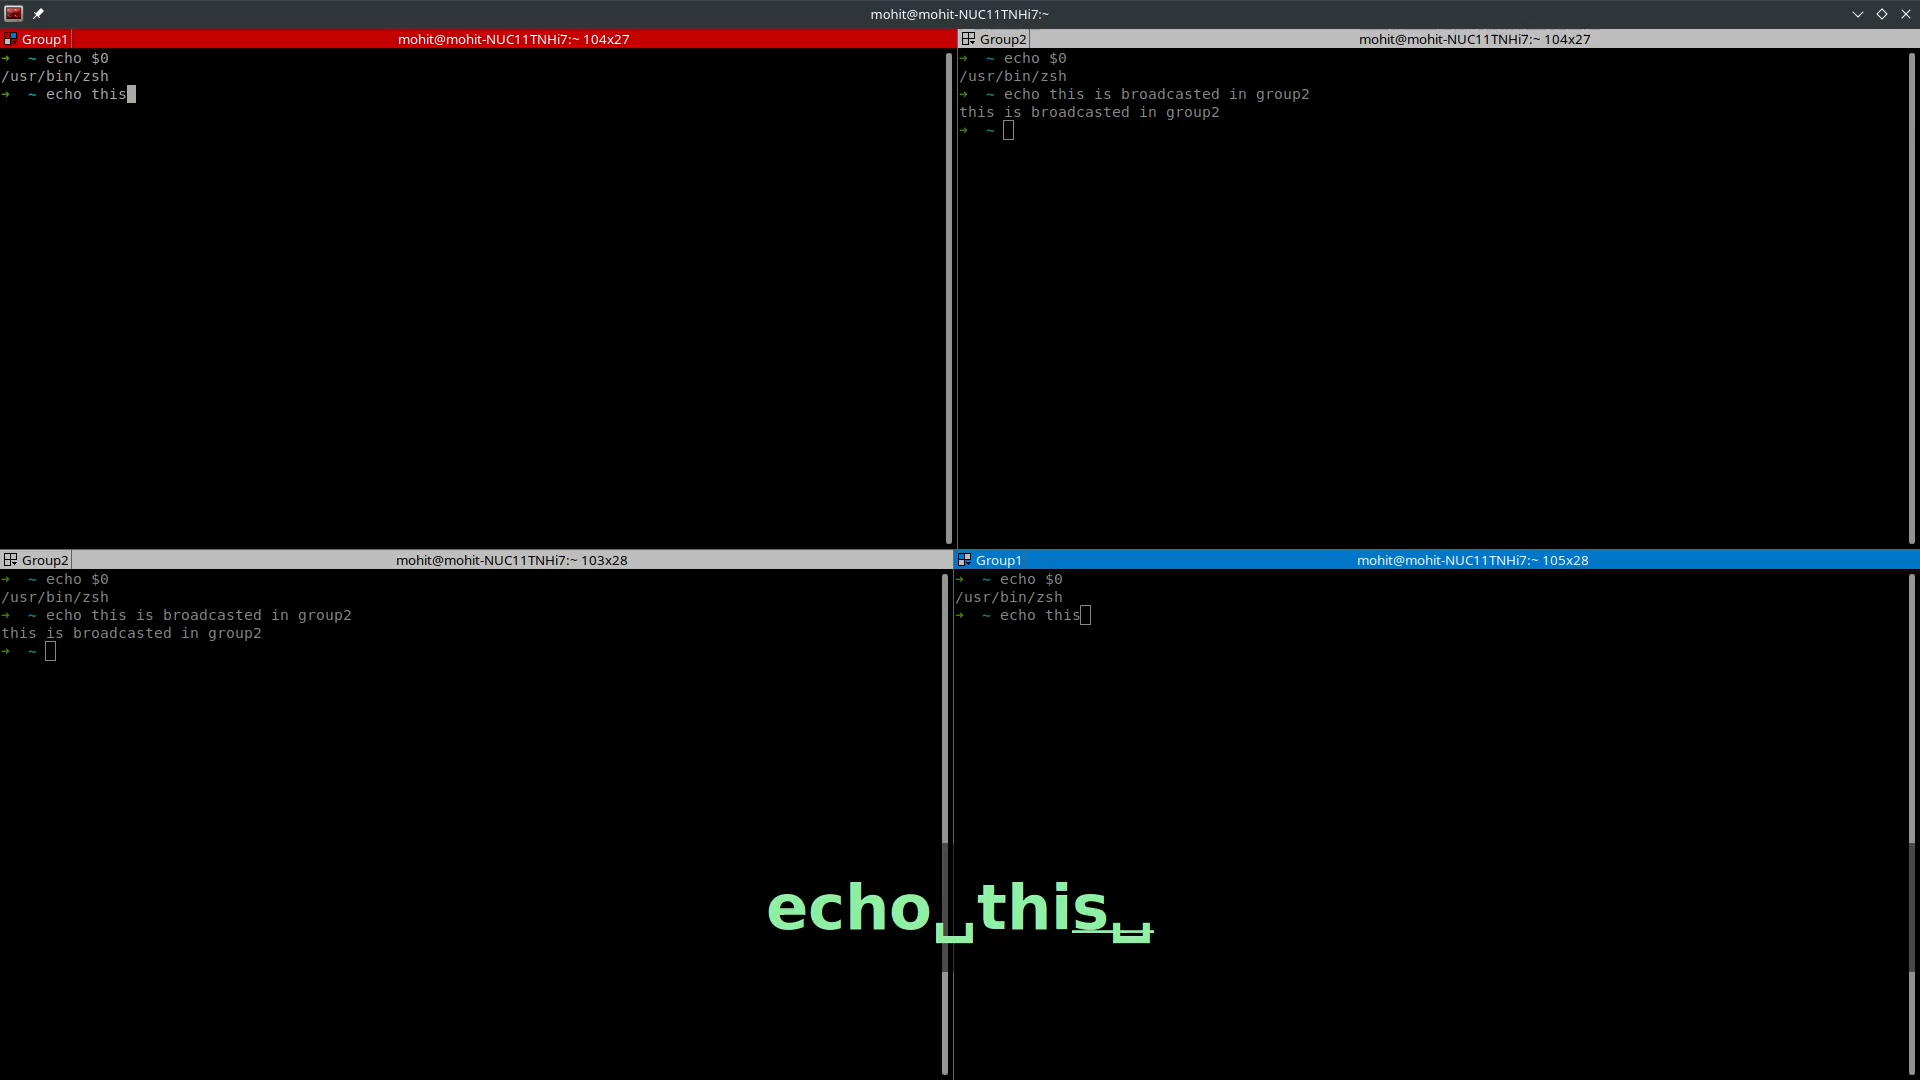 mohit@mohit-NUC11TNHi7:~
Group1 mohit@mohit-NUC11TNHi7:~ 104x27
➜ ~ echo $0
/usr/bin/zsh
➜ ~ echo this
Group2 mohit@mohit-NUC11TNHi7:~ 104x27
➜ ~ echo $0
/usr/bin/zsh
➜ ~ echo this is broadcasted in group2
this is broadcasted in group2
➜ ~
Group2 mohit@mohit-NUC11TNHi7:~ 103x28
➜ ~ echo $0
/usr/bin/zsh
➜ ~ echo this is broadcasted in group2
this is broadcasted in group2
➜ ~
Group1 mohit@mohit-NUC11TNHi7:~ 105x28
➜ ~ echo $0
/usr/bin/zsh
➜ ~ echo this
echo␣this␣